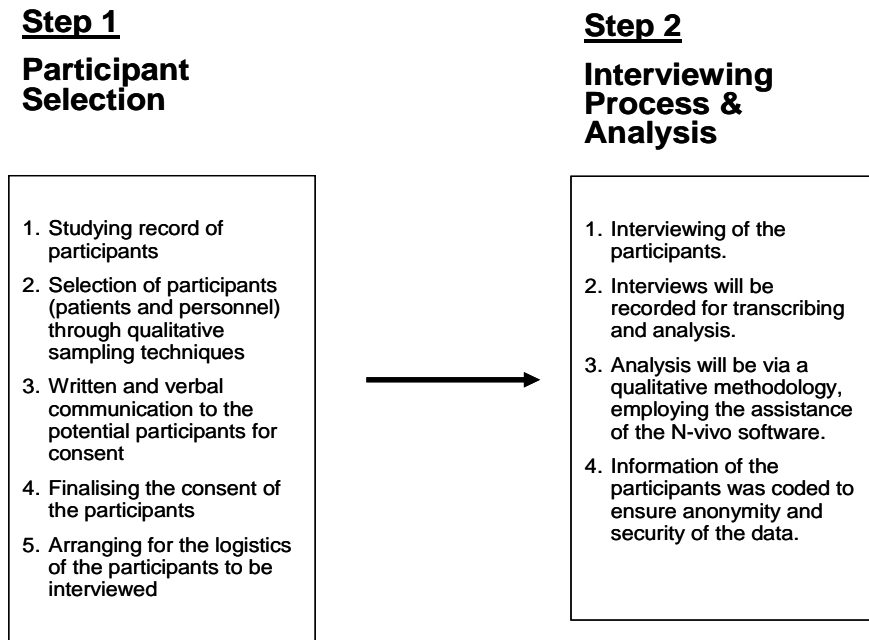 Step 1
Participant
Selection
1. Studying record of
participants
2. Selection of participants
(patients and personnel)
through qualitative
sampling techniques
3. Written and verbal
communication to the
potential participants for
consent
4. Finalising the consent of
the participants
5. Arranging for the logistics
of the participants to be
interviewed
Step 2
Interviewing
Process &
Analysis
1. Interviewing of the
participants.
2. Interviews will be
recorded for transcribing
and analysis.
3. Analysis will be via a
qualitative methodology,
employing the assistance
of the N-vivo software.
4. Information of the
participants was coded to
ensure anonymity and
security of the data.